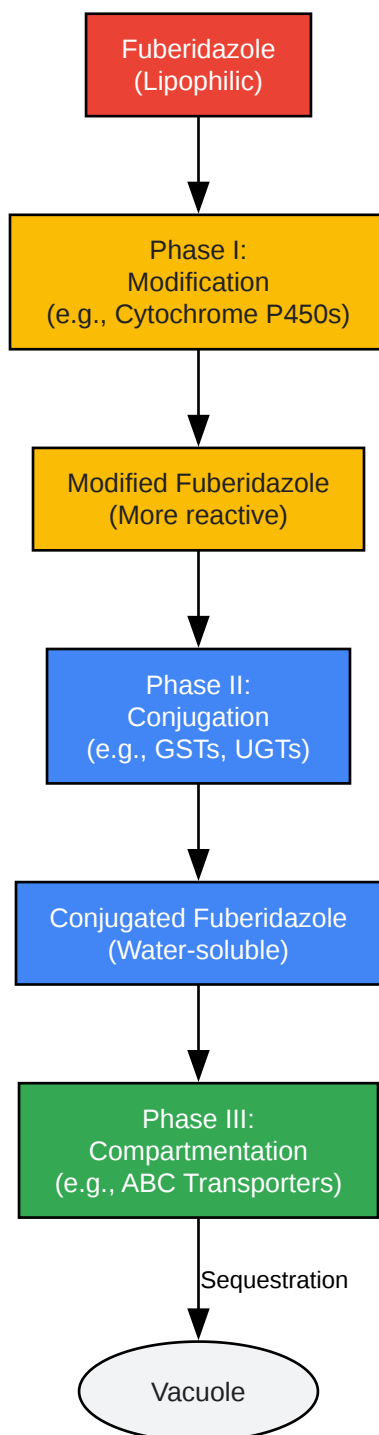 Fuberidazole
(Lipophilic)
Phase I:
Modification
(e.g., Cytochrome P450s)
Modified Fuberidazole
(More reactive)
Phase II:
Conjugation
(e.g., GSTs, UGTs)
Conjugated Fuberidazole
(Water-soluble)
Phase III:
Compartmentation
(e.g., ABC Transporters)
Sequestration
Vacuole